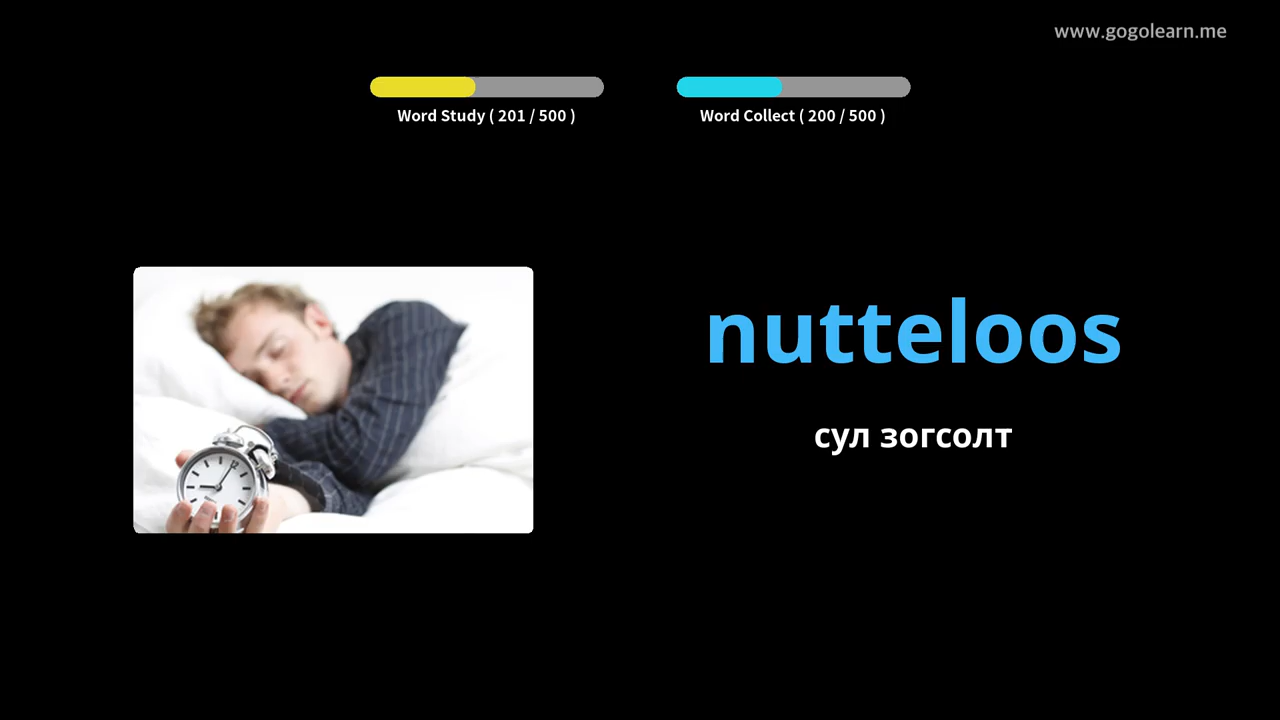 www.gogolearn.me
Word Study ( 201 / 500 )
Word Collect ( 200 / 500 )
nutteloos
сул зогсолт